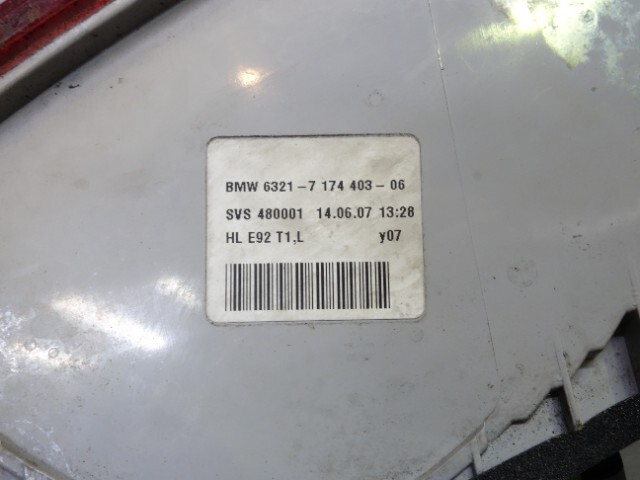 BMW 6321-7 174 403-06
SVS 480001 14.06.07 13:28
HL E92 T1,L y07